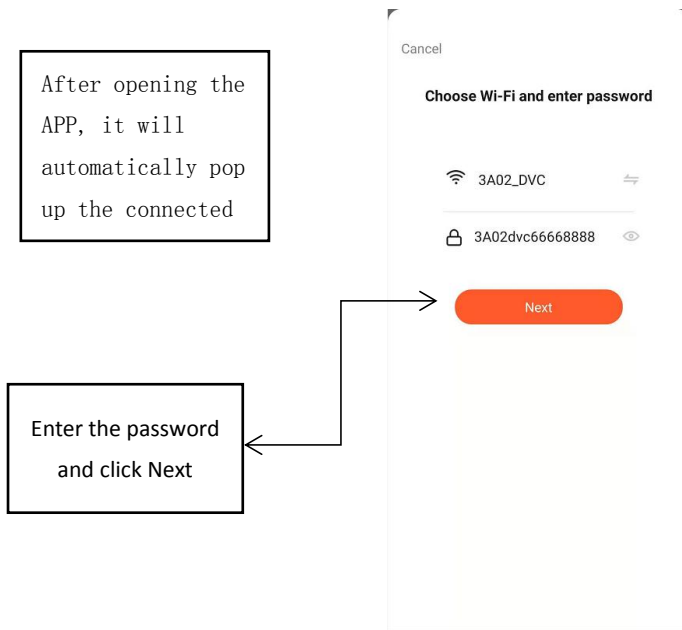 After opening the
APP, it will
automatically pop
up the connected
Enter the password
and click Next
Cancel
Choose Wi-Fi and enter password
3A02_DVC
3A02dvc66668888
Next